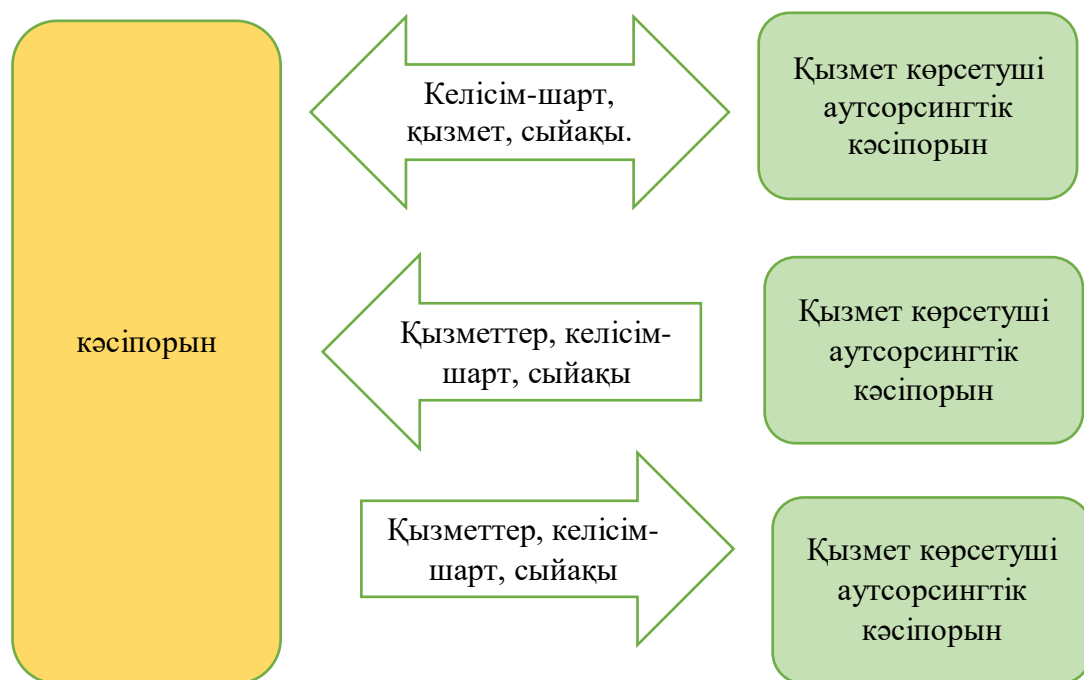 Келісім-шарт,
қызмет, сыйақы.
Қызмет көрсетуші
аутсорсингтік
кәсіпорын
кәсіпорын
Қызметтер, келісім-
шарт, сыйақы
Қызмет көрсетуші
аутсорсингтік
кәсіпорын
Қызметтер, келісім-
шарт, сыйақы
Қызмет көрсетуші
аутсорсингтік
кәсіпорын